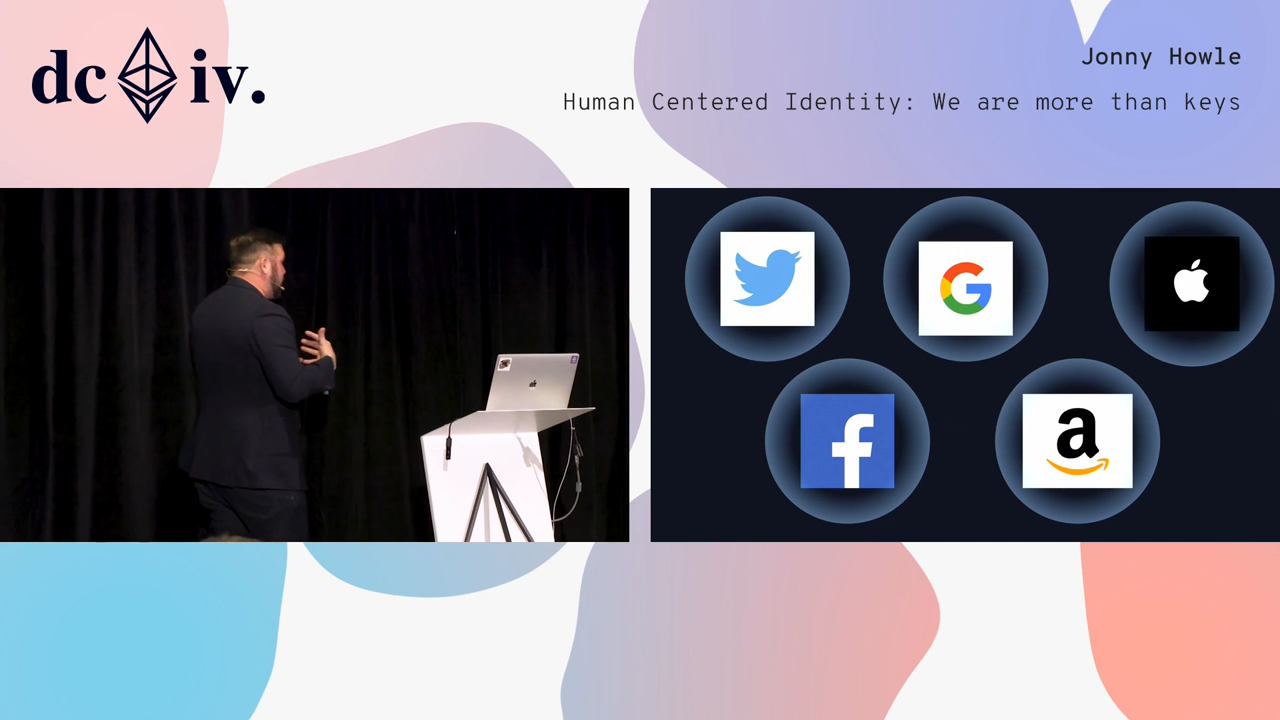 dc iv.
Jonny Howle
Human Centered Identity: We are more than keys
G
f
a